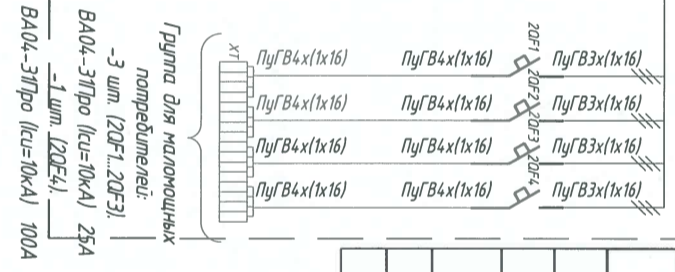 Группа для маломощных
потребителей:
-3 шт. (2QF1...2QF3).
ВА04-31Про (Icu=10кА) 25А
-1 шт. (2QF4).
ВА04-31Про (Icu=10кА) 100А
XT
2QF1
ПуГВ4х(1х16) ПуГВ4х(1х16) ПуГВ3х(1х16)
2QF2
ПуГВ4х(1х16) ПуГВ4х(1х16) ПуГВ3х(1х16)
2QF3
ПуГВ4х(1х16) ПуГВ4х(1х16) ПуГВ3х(1х16)
2QF4
ПуГВ4х(1х16) ПуГВ4х(1х16) ПуГВ3х(1х16)